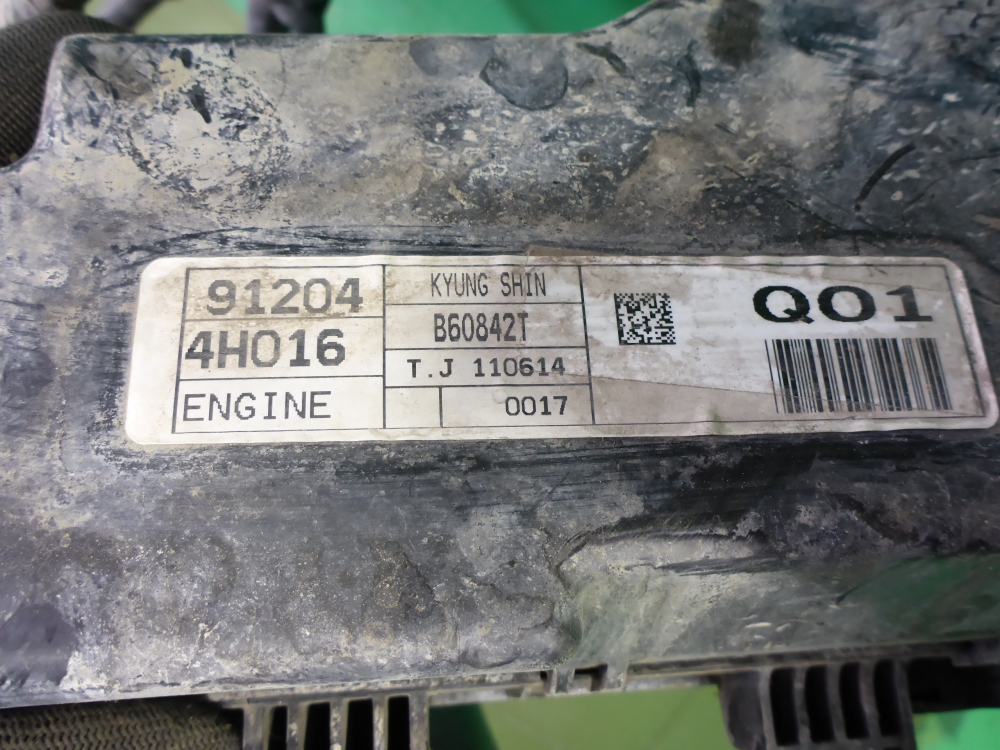 91204
4H016
ENGINE
KYUNG SHIN
B60842T
T.J 110614
0017
Q01